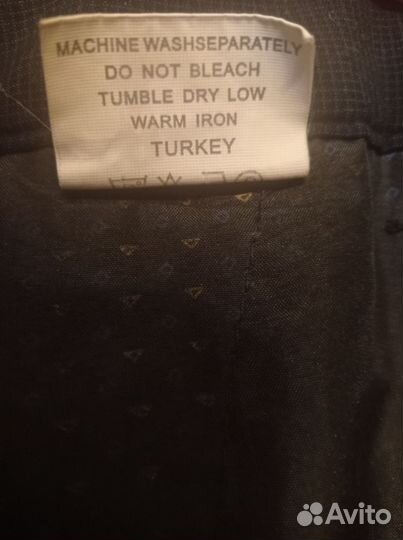 MACHINE WASHSEPARATELY
DO NOT BLEACH
TUMBLE DRY LOW
WARM IRON
TURKEY
Avito